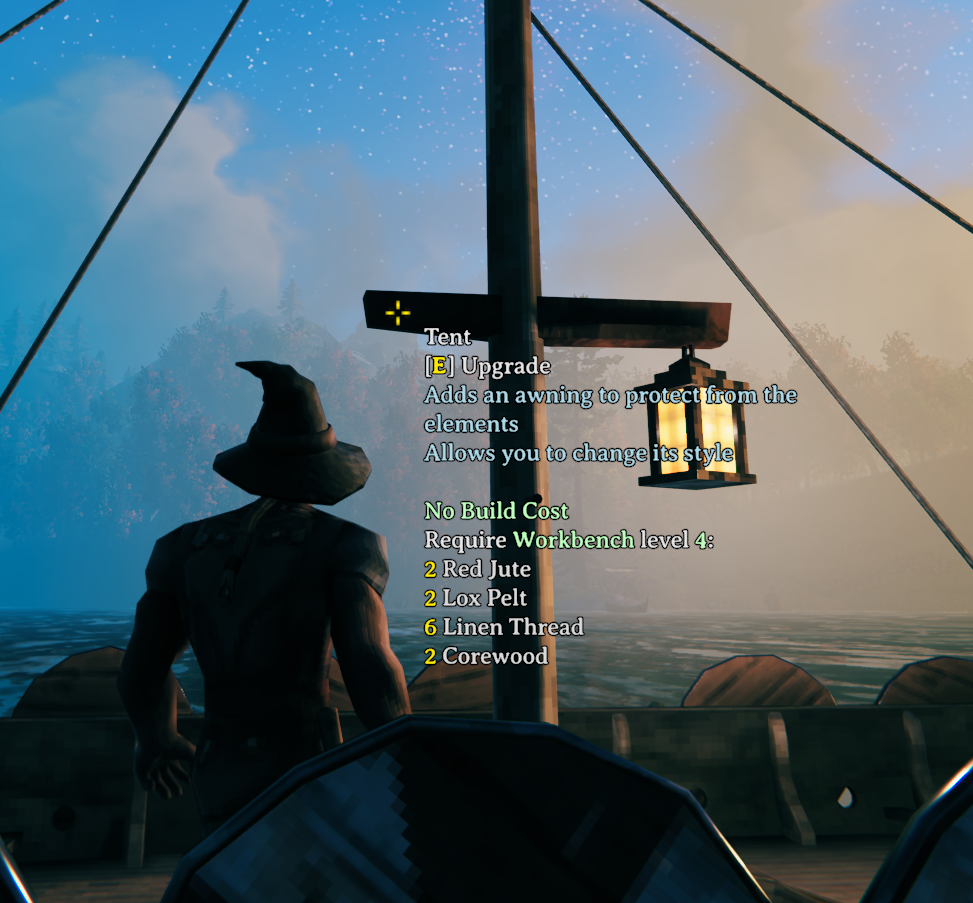 Tent
[E] Upgrade
Adds an awning to protect from the
elements
Allows you to change its style
No Build Cost
Require Workbench level 4:
2 Red Jute
2 Lox Pelt
6 Linen Thread
2 Corewood